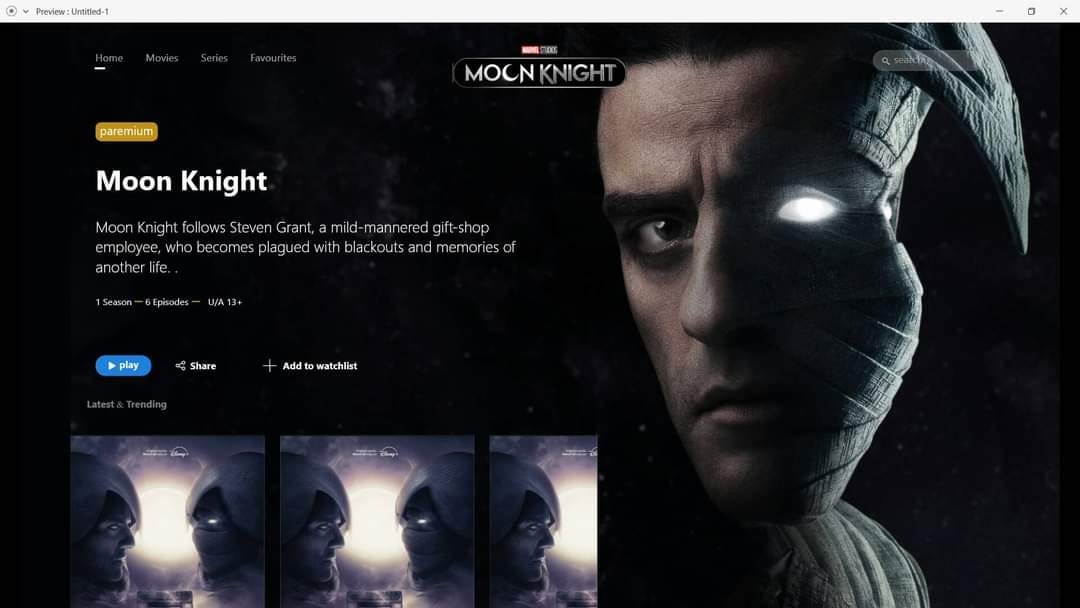 Preview : Untitled-1
Home Movies Series Favourites
MARVEL STUDIOS
MOON KNIGHT
search
paremium
Moon Knight
Moon Knight follows Steven Grant, a mild-mannered gift-shop
employee, who becomes plagued with blackouts and memories of
another life. .
1 Season — 6 Episodes — U/A 13+
play Share Add to watchlist
Latest & Trending
Disney+ Disney+